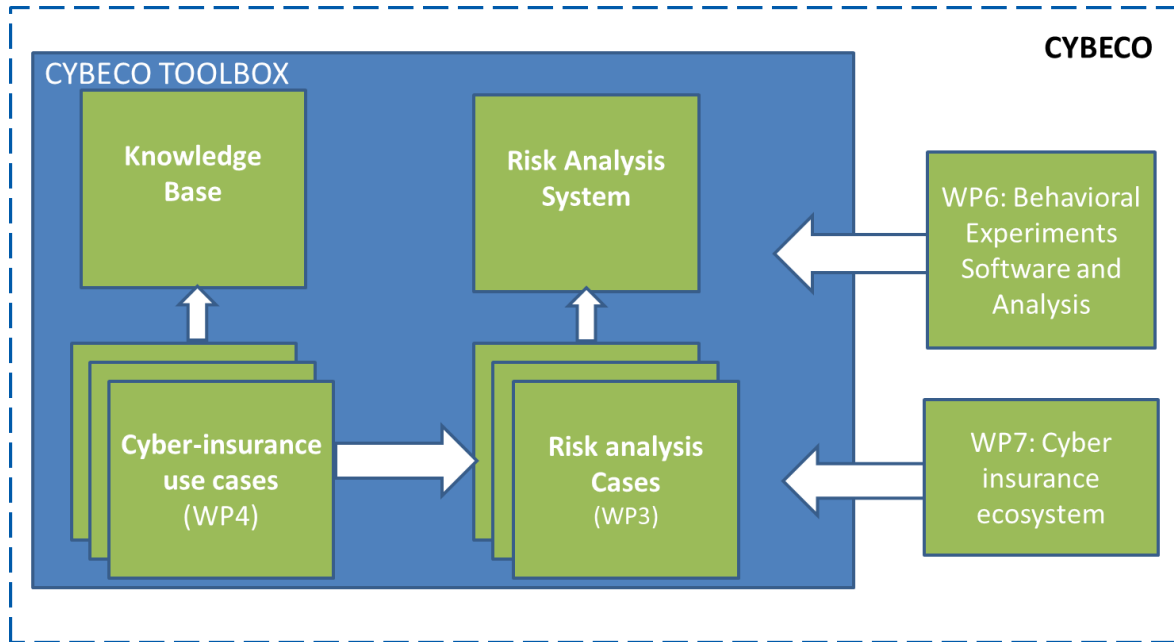 CYBECO
CYBECO TOOLBOX
Knowledge
Base
Risk Analysis
System
WP6: Behavioral
Experiments
Software and
Analysis
Cyber-insurance
use cases
(WP4)
Risk analysis
Cases
(WP3)
WP7: Cyber
insurance
ecosystem